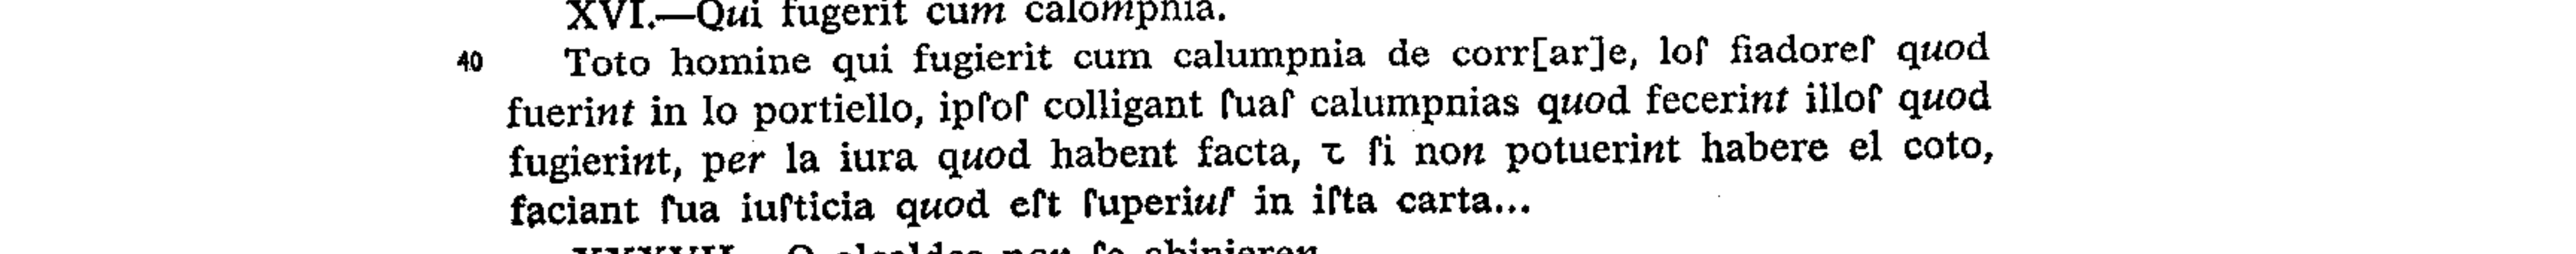 XVI.—Qui fugerit cum calompnia.
40 Toto homine qui fugierit cum calumpnia de corr[ar]e, loſ fiadoreſ quod
fuerint in lo portiello, ipſoſ colligant ſuaſ calumpnias quod fecerint illoſ quod
fugierint, per la iura quod habent facta, τ ſi non potuerint habere el coto,
faciant ſua iuſticia quod eſt ſuperiuſ in iſta carta...